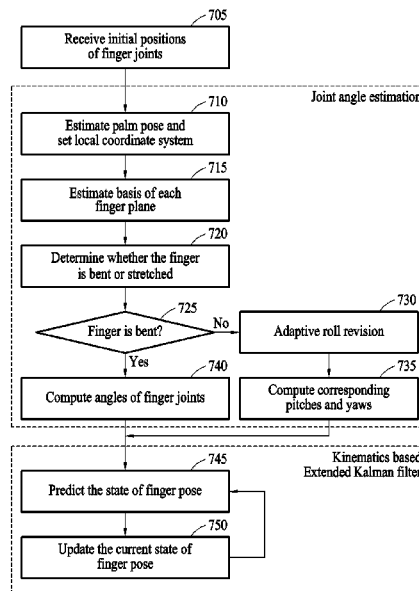 705
Receive initial positions
of finger joints
Joint angle estimation
710
Estimate palm pose and
set local coordinate system
715
Estimate basis of each
finger plane
720
Determine whether the finger
is bent or stretched
725
Finger is bent?
No
Yes
730
Adaptive roll revision
740
Compute angles of finger joints
735
Compute corresponding
pitches and yaws
Kinematics based
Extended Kalman filter
745
Predict the state of finger pose
750
Update the current state of
finger pose